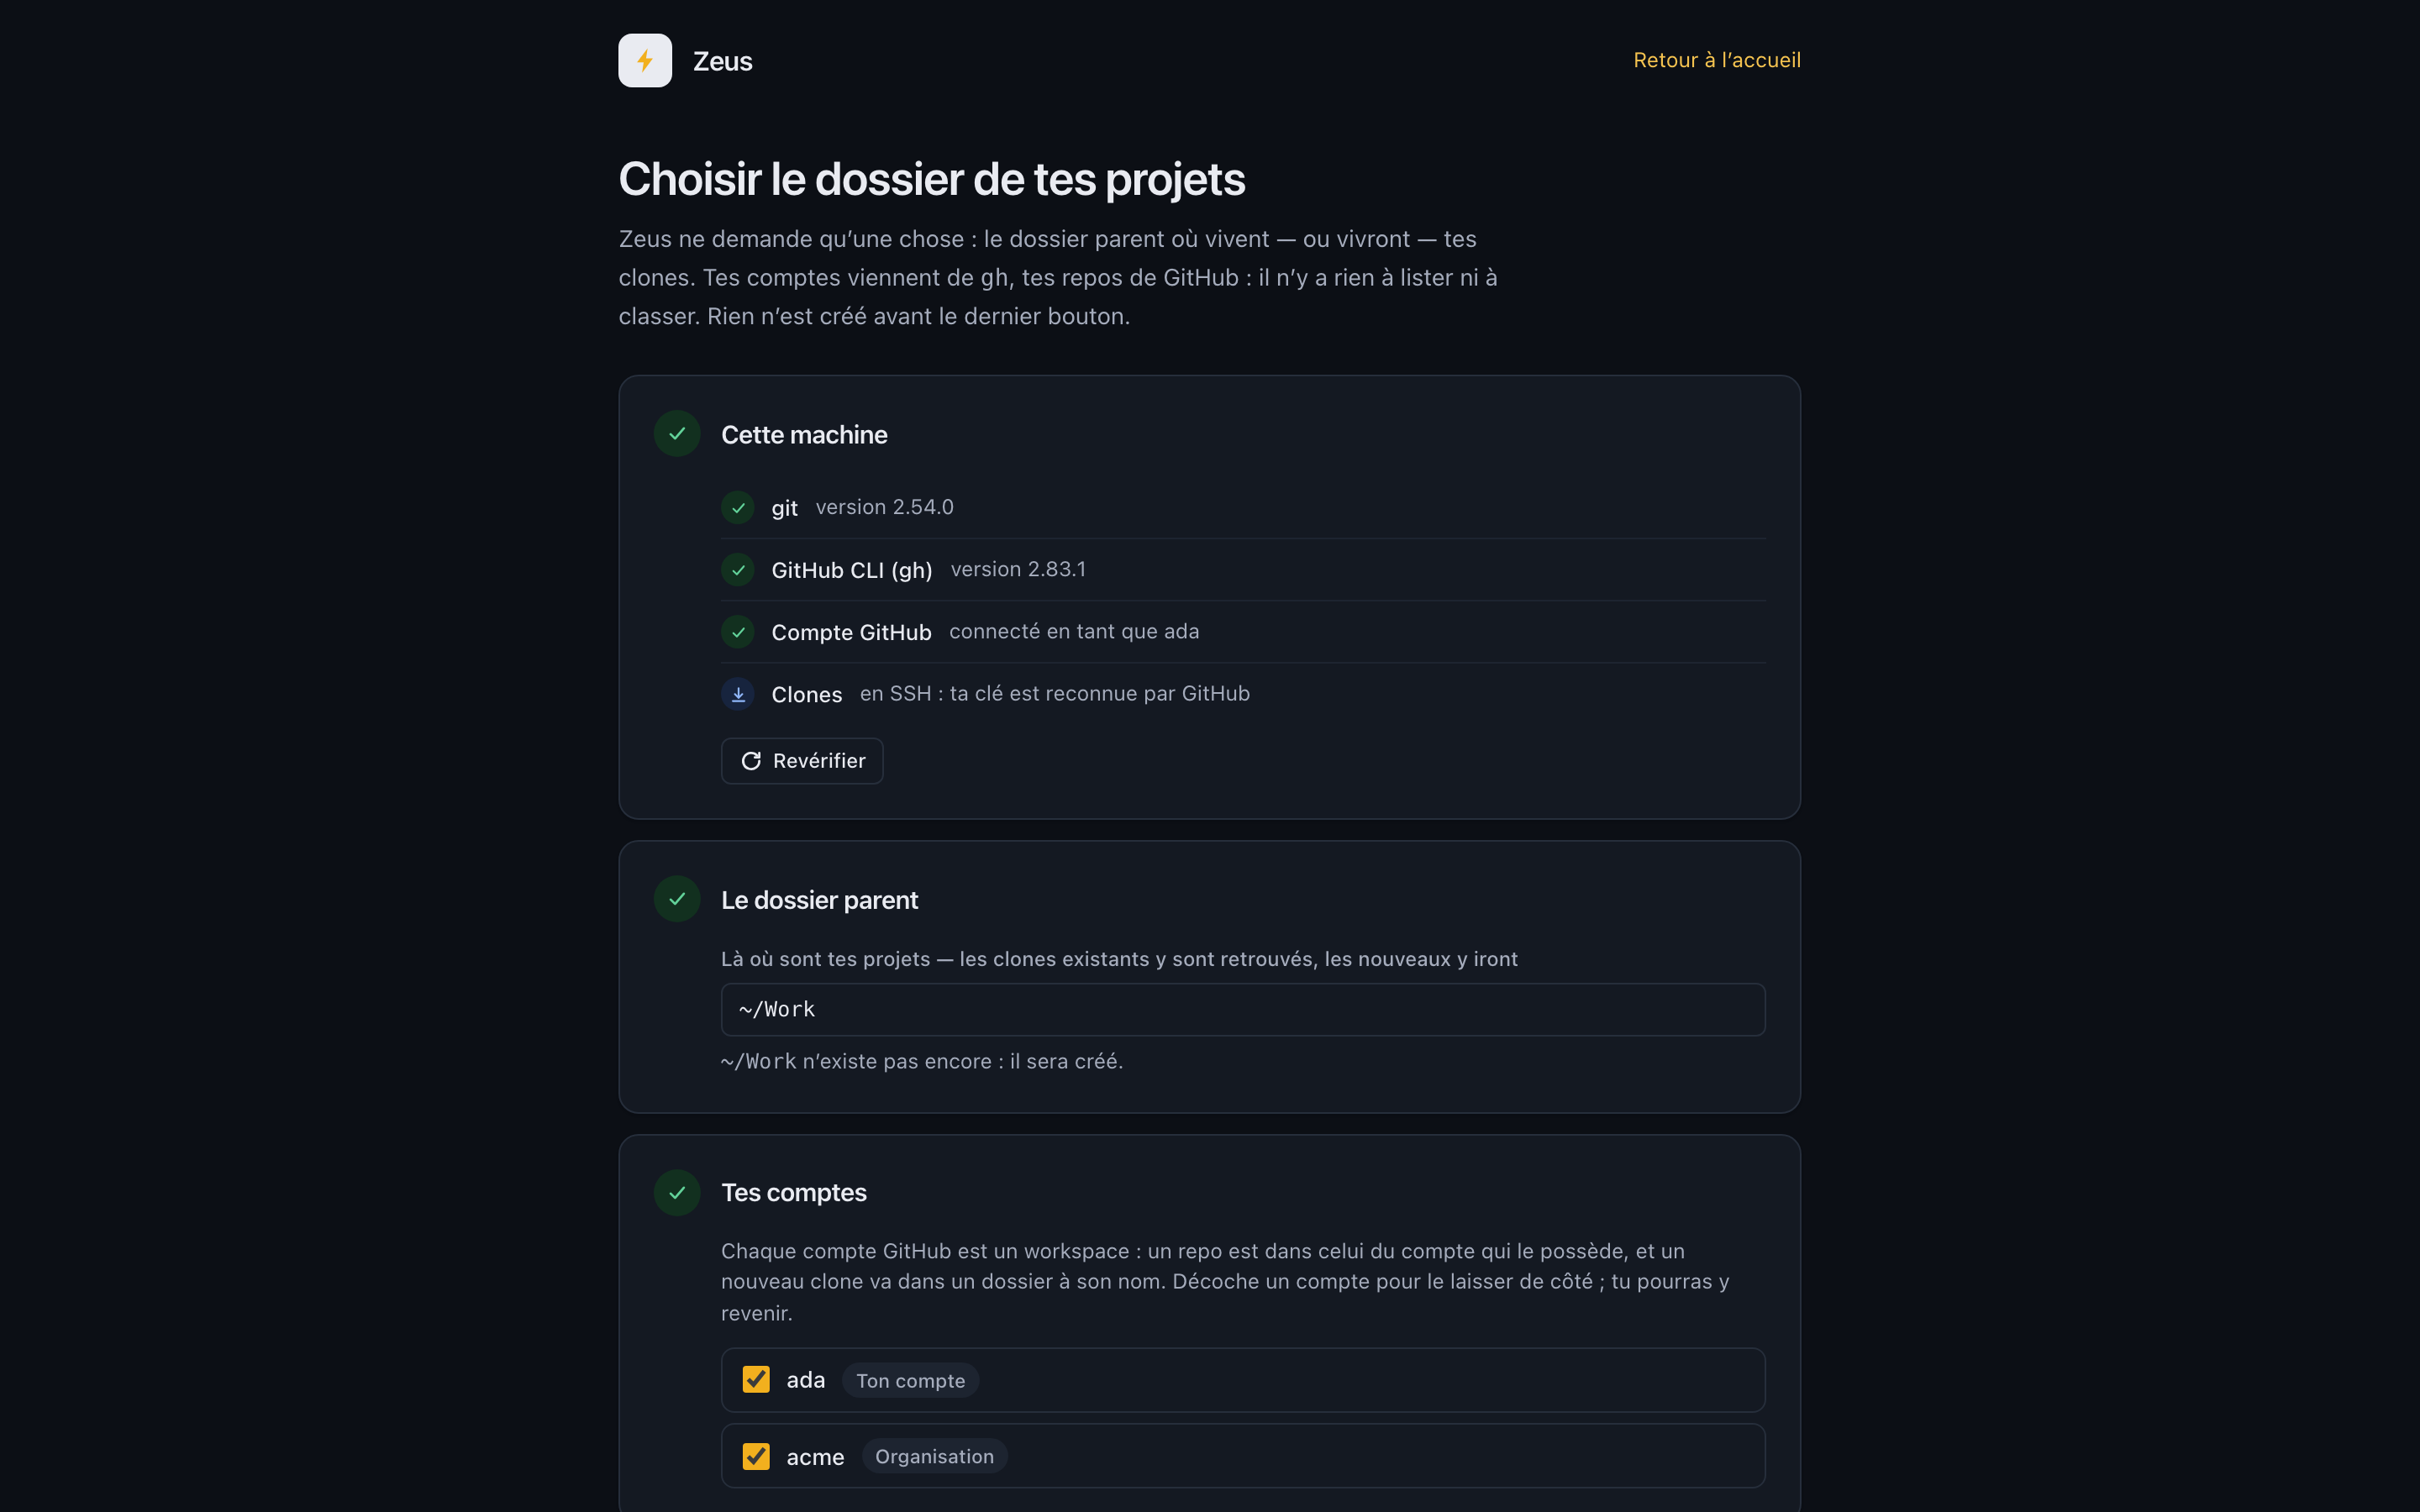 Zeus
Retour à l’accueil
Choisir le dossier de tes projets
Zeus ne demande qu’une chose : le dossier parent où vivent — ou vivront — tes
clones. Tes comptes viennent de gh, tes repos de GitHub : il n’y a rien à lister ni à
classer. Rien n’est créé avant le dernier bouton.
Cette machine
git version 2.54.0
GitHub CLI (gh) version 2.83.1
Compte GitHub connecté en tant que ada
Clones en SSH : ta clé est reconnue par GitHub
Revérifier
Le dossier parent
Là où sont tes projets — les clones existants y sont retrouvés, les nouveaux y iront
~/Work
~/Work n’existe pas encore : il sera créé.
Tes comptes
Chaque compte GitHub est un workspace : un repo est dans celui du compte qui le possède, et un
nouveau clone va dans un dossier à son nom. Décoche un compte pour le laisser de côté ; tu pourras y
revenir.
ada Ton compte
acme Organisation